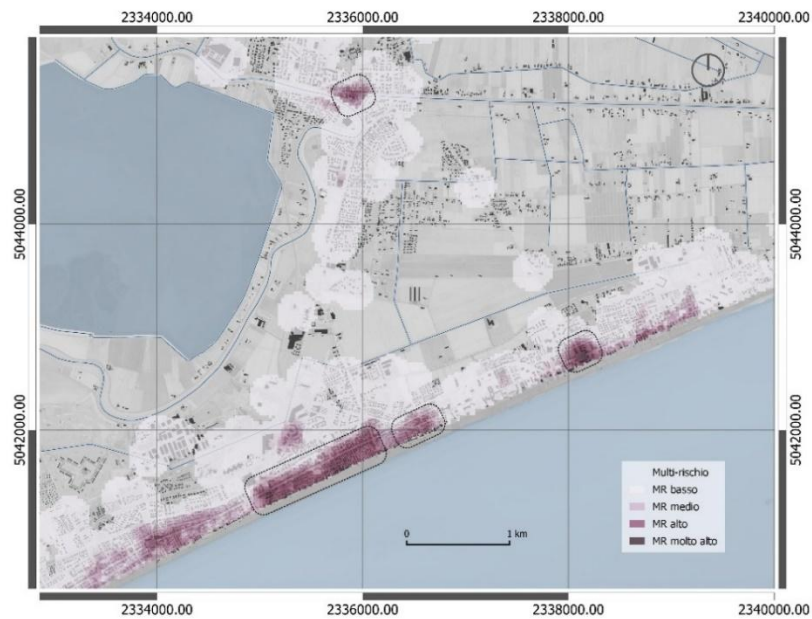 2334000.00 2336000.00 2338000.00 2340000.00
5044000.00 5044000.00
5042000.00 5042000.00
Multi-rischio
MR basso
MR medio
MR alto
MR molto alto
0 1 km
2334000.00 2336000.00 2338000.00 2340000.00